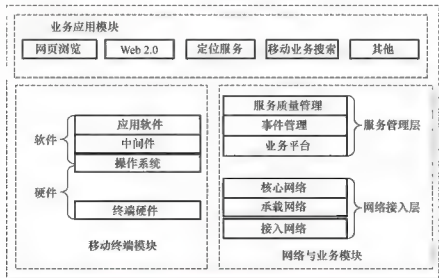 业务应用模块
网页浏览 Web 2.0 定位服务 移动业务搜索 其他
软件
应用软件
中间件
操作系统
硬件
终端硬件
移动终端模块
服务质量管理
事件管理
业务平台
服务管理层
核心网络
承载网络
接入网络
网络接入层
网络与业务模块